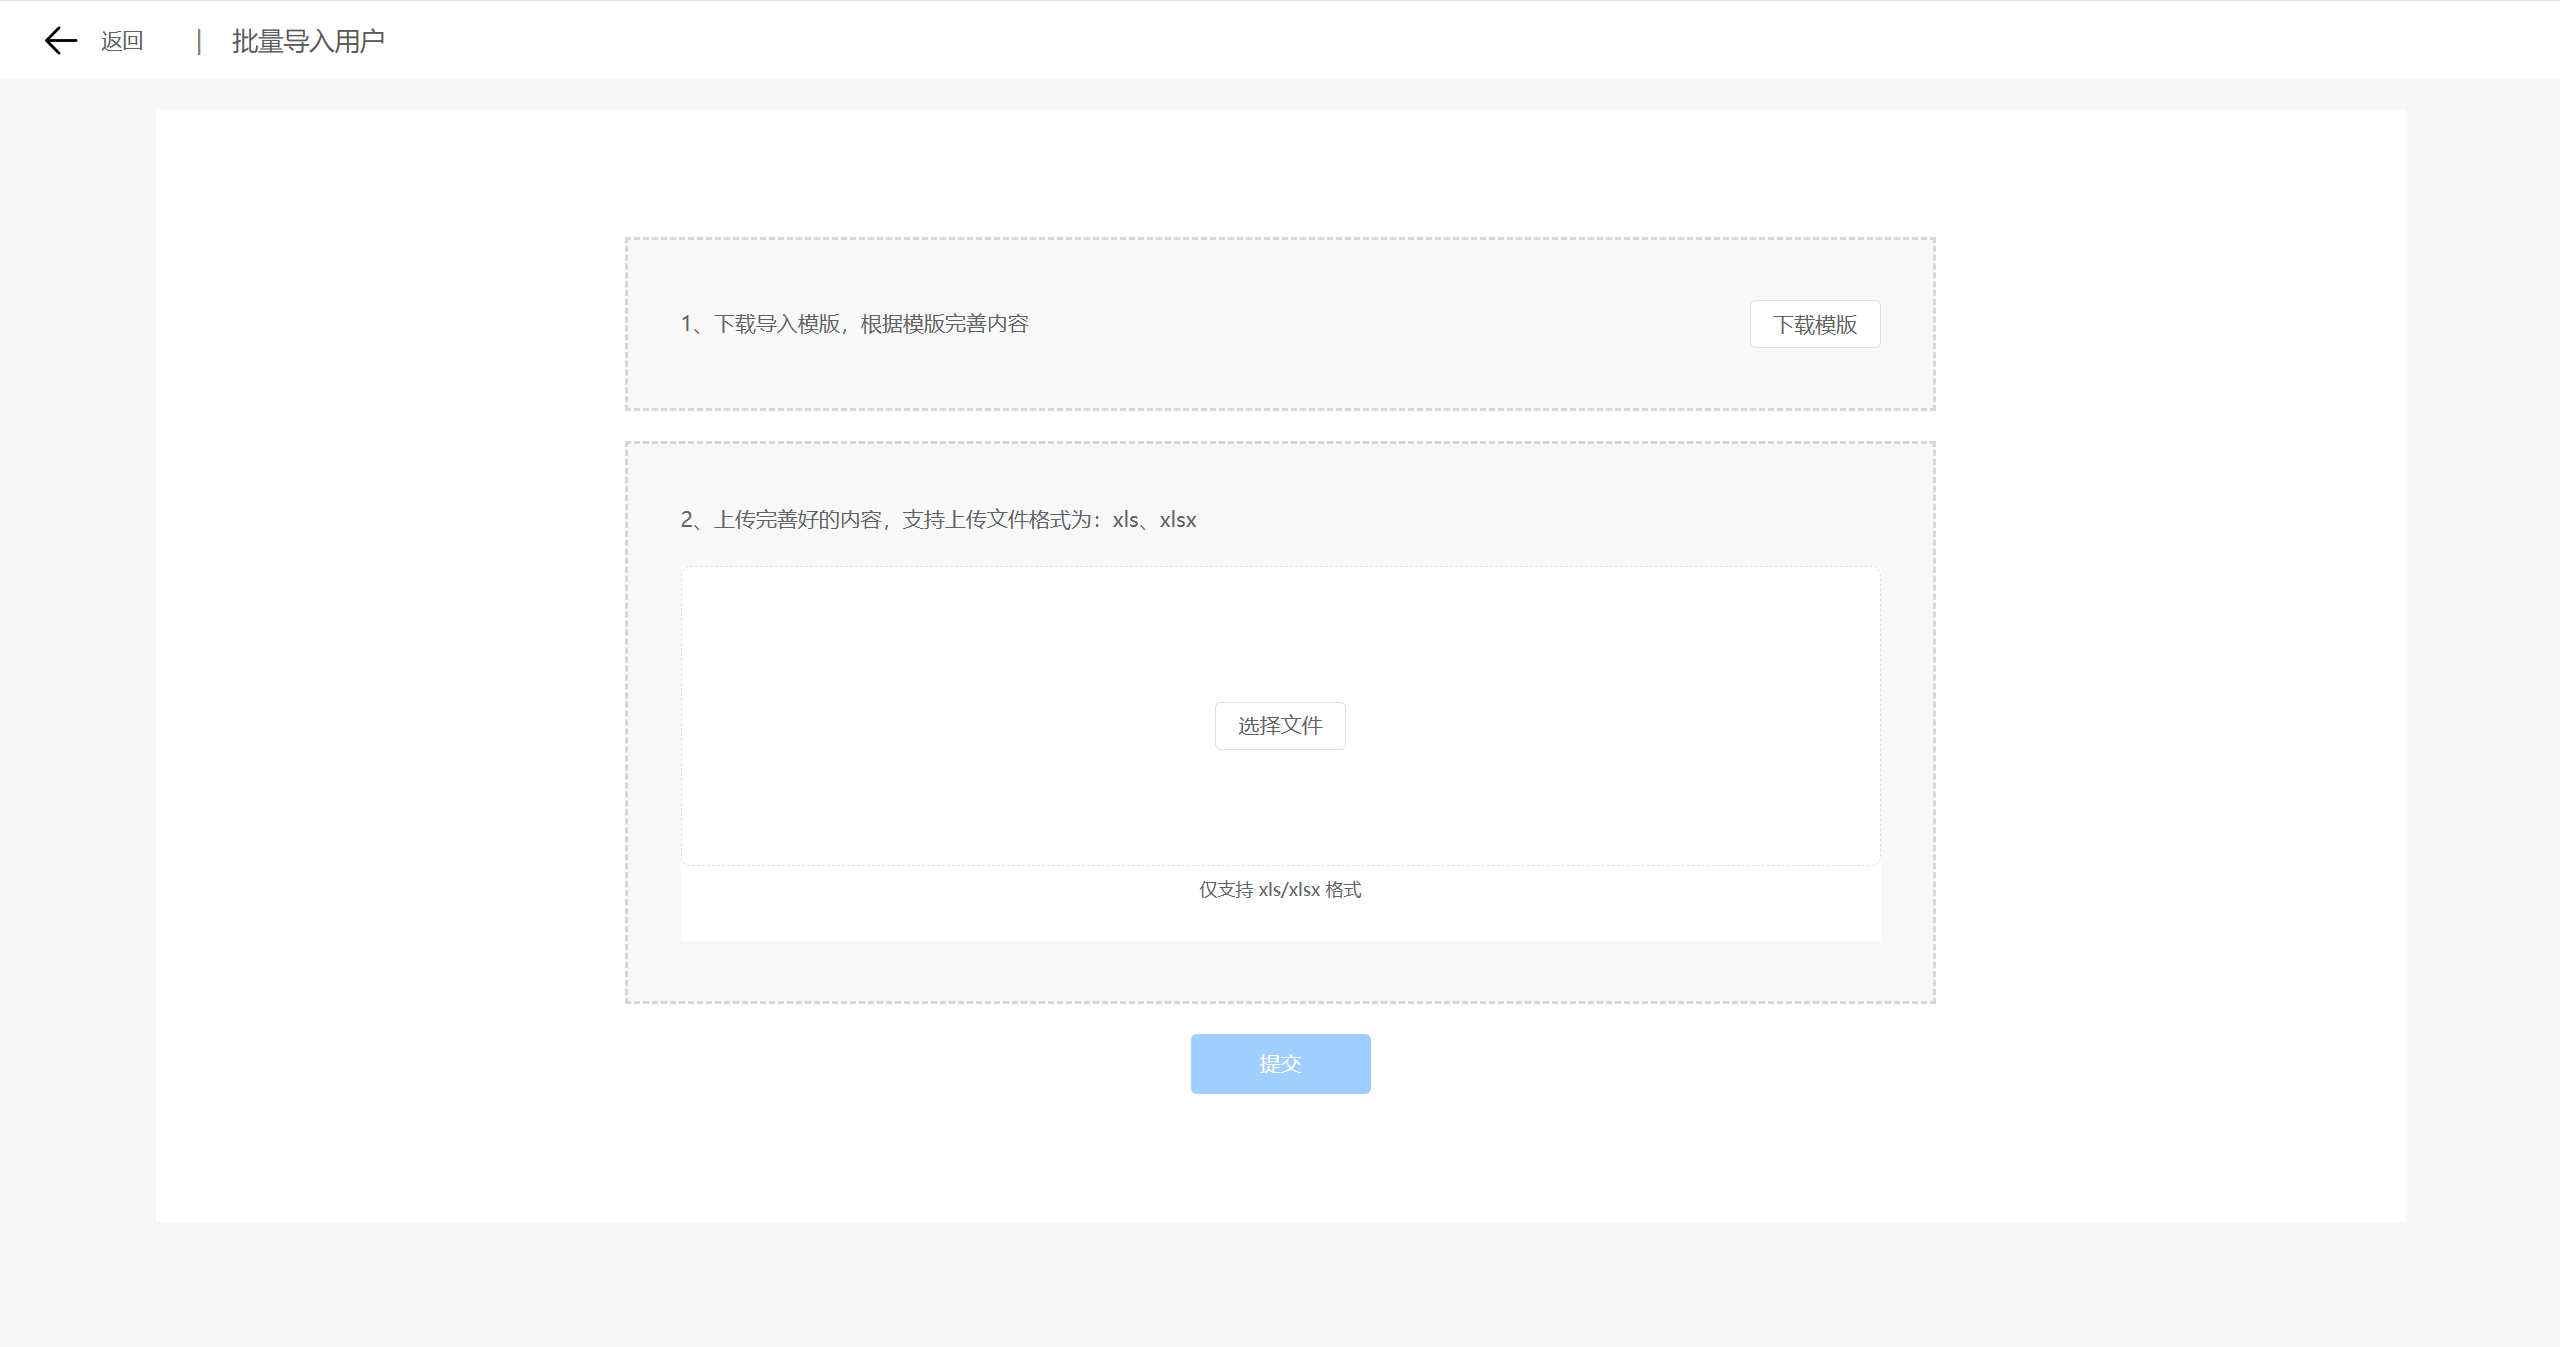 返回 | 批量导入用户
1、下载导入模版，根据模版完善内容
下载模版
2、上传完善好的内容，支持上传文件格式为：xls、xlsx
选择文件
仅支持 xls/xlsx 格式
提交